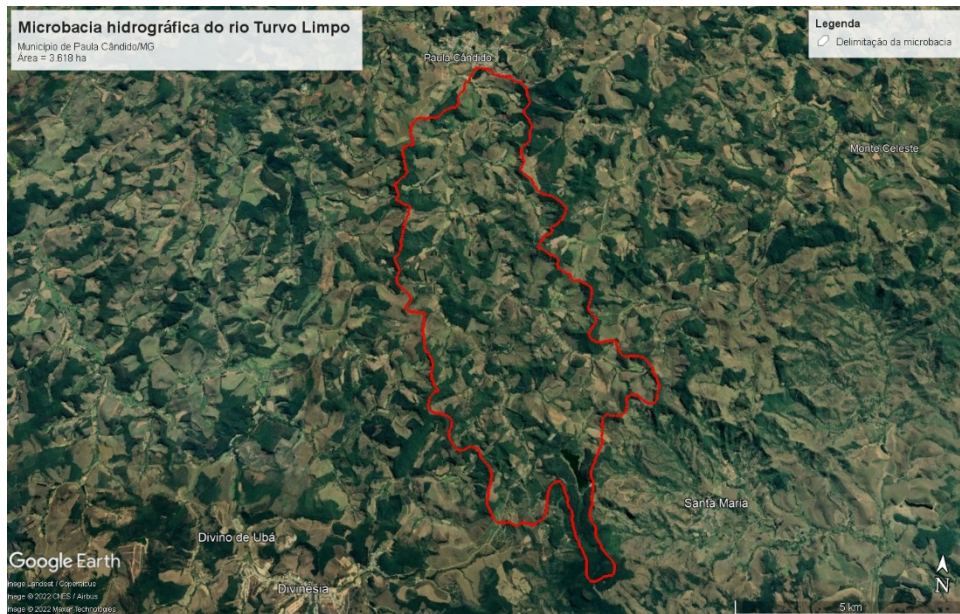 Microbacia hidrográfica do rio Turvo Limpo
Município de Paula Cândido/MG
Área = 3.618 ha
Legenda
Delimitação da microbacia
Paula Cândido
Monte Celeste
Santa Maria
Divino de Ubá
Divinésia
Google Earth
Image Landsat / Copernicus
Image © 2022 CNES / Airbus
Image © 2022 Maxar Technologies
N
5 km